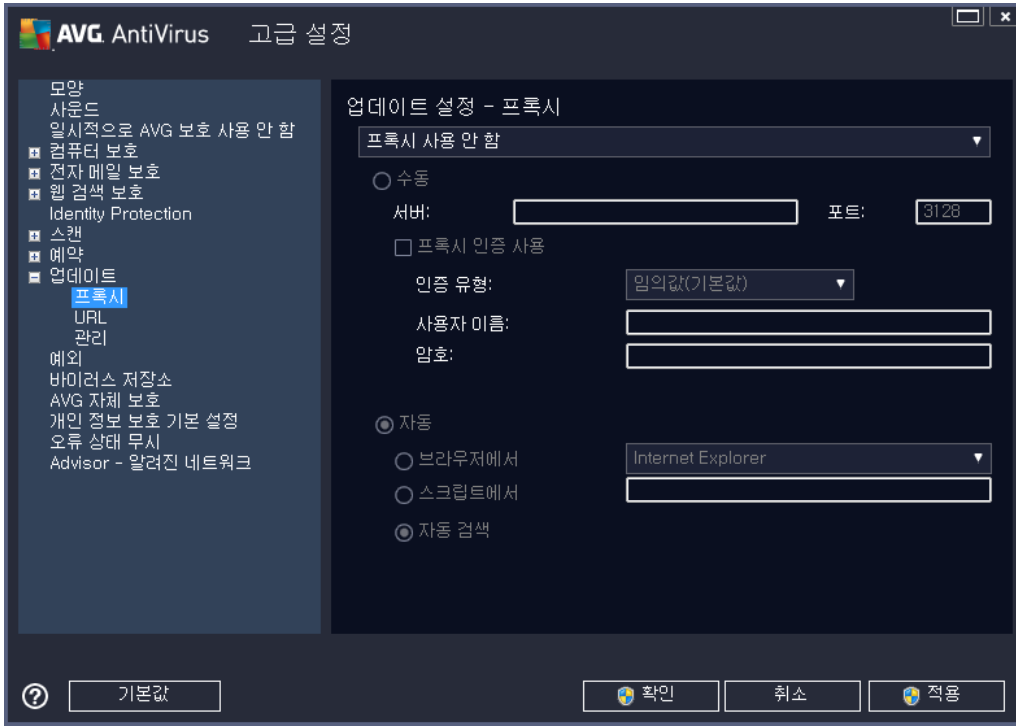 AVG. AntiVirus 고급 설정
모양
사운드
일시적으로 AVG 보호 사용 안 함
컴퓨터 보호
전자 메일 보호
웹 검색 보호
Identity Protection
스캔
예약
업데이트
프록시
URL
관리
예외
바이러스 저장소
AVG 자체 보호
개인 정보 보호 기본 설정
오류 상태 무시
Advisor - 알려진 네트워크
업데이트 설정 - 프록시
프록시 사용 안 함
수동
서버: 포트: 3128
프록시 인증 사용
인증 유형: 임의값(기본값)
사용자 이름:
암호:
자동
브라우저에서 Internet Explorer
스크립트에서
자동 검색
기본값 확인 취소 적용